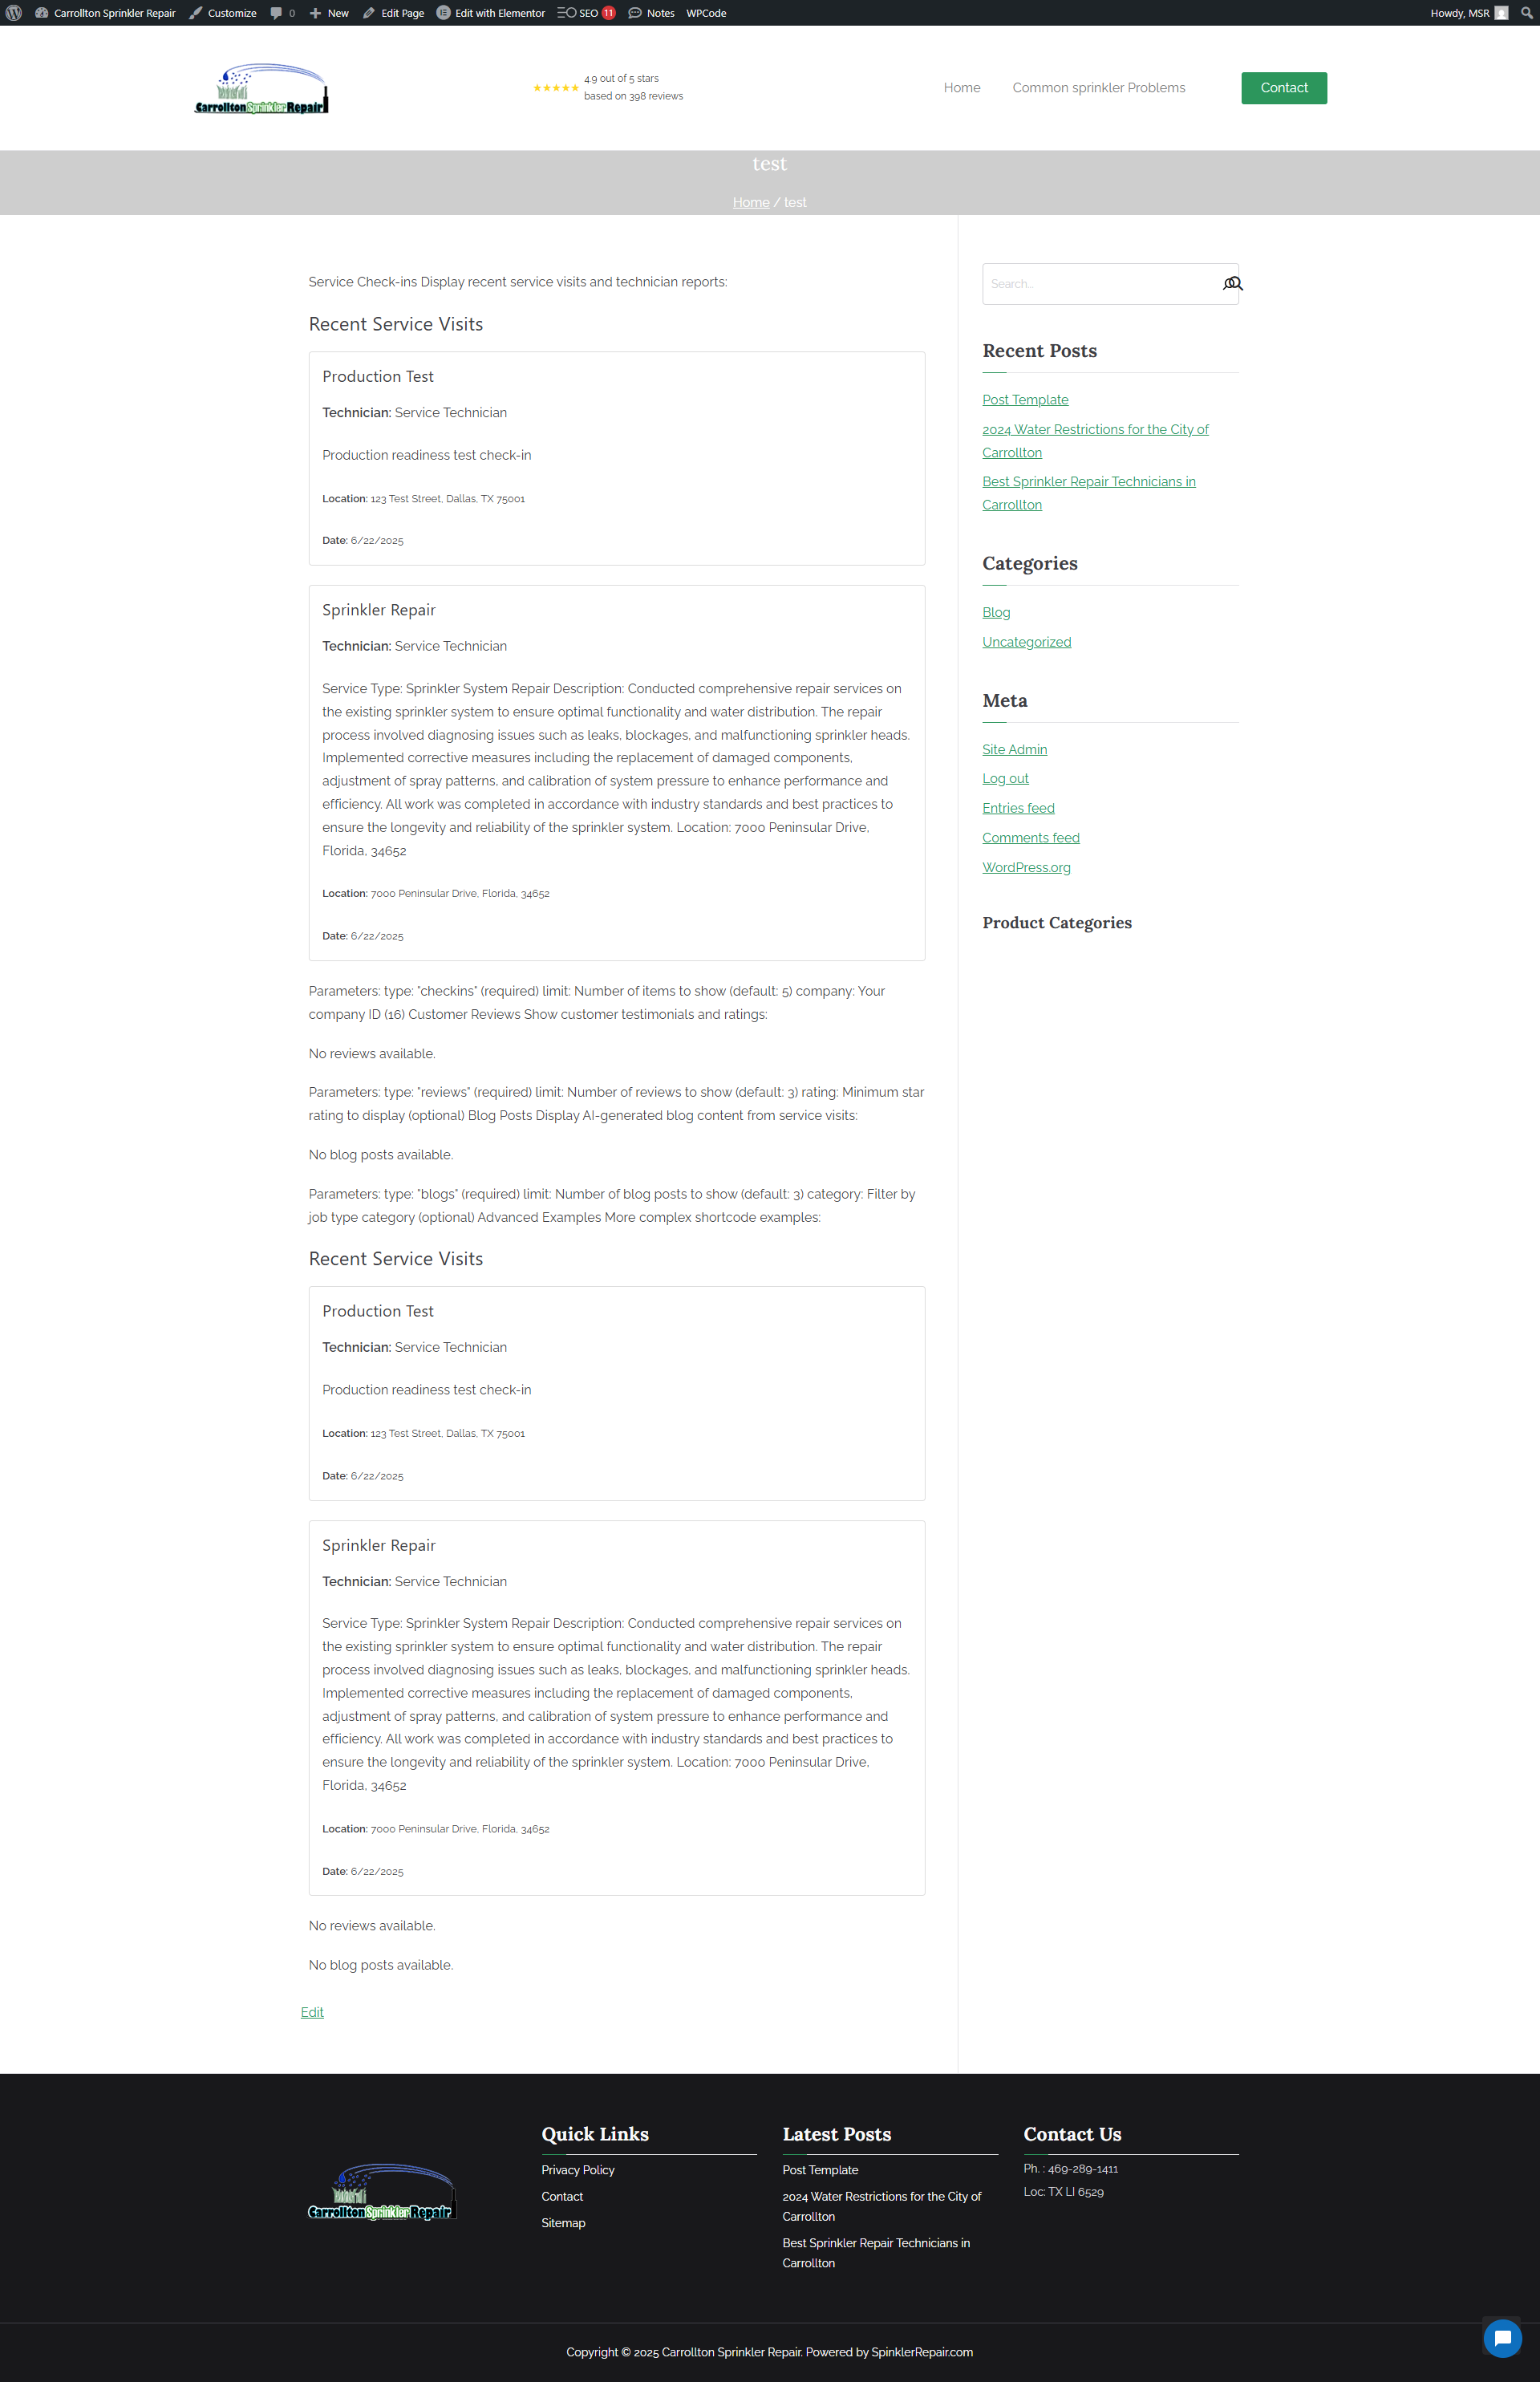 Carrollton Sprinkler Repair Customize 0 New Edit Page Edit with Elementor SEO 11 Notes WPCode Howdy, MSR
CarrolltonSprinklerRepair
★★★★★ 4.9 out of 5 stars
based on 398 reviews
Home Common sprinkler Problems Contact
test
Home / test
Service Check-ins Display recent service visits and technician reports:
Recent Service Visits
Production Test
Technician: Service Technician
Production readiness test check-in
Location: 123 Test Street, Dallas, TX 75001
Date: 6/22/2025
Sprinkler Repair
Technician: Service Technician
Service Type: Sprinkler System Repair Description: Conducted comprehensive repair services on
the existing sprinkler system to ensure optimal functionality and water distribution. The repair
process involved diagnosing issues such as leaks, blockages, and malfunctioning sprinkler heads.
Implemented corrective measures including the replacement of damaged components,
adjustment of spray patterns, and calibration of system pressure to enhance performance and
efficiency. All work was completed in accordance with industry standards and best practices to
ensure the longevity and reliability of the sprinkler system. Location: 7000 Peninsular Drive,
Florida, 34652
Location: 7000 Peninsular Drive, Florida, 34652
Date: 6/22/2025
Parameters: type: "checkins" (required) limit: Number of items to show (default: 5) company: Your
company ID (16) Customer Reviews Show customer testimonials and ratings:
No reviews available.
Parameters: type: "reviews" (required) limit: Number of reviews to show (default: 3) rating: Minimum star
rating to display (optional) Blog Posts Display AI-generated blog content from service visits:
No blog posts available.
Parameters: type: "blogs" (required) limit: Number of blog posts to show (default: 3) category: Filter by
job type category (optional) Advanced Examples More complex shortcode examples:
Recent Service Visits
Production Test
Technician: Service Technician
Production readiness test check-in
Location: 123 Test Street, Dallas, TX 75001
Date: 6/22/2025
Sprinkler Repair
Technician: Service Technician
Service Type: Sprinkler System Repair Description: Conducted comprehensive repair services on
the existing sprinkler system to ensure optimal functionality and water distribution. The repair
process involved diagnosing issues such as leaks, blockages, and malfunctioning sprinkler heads.
Implemented corrective measures including the replacement of damaged components,
adjustment of spray patterns, and calibration of system pressure to enhance performance and
efficiency. All work was completed in accordance with industry standards and best practices to
ensure the longevity and reliability of the sprinkler system. Location: 7000 Peninsular Drive,
Florida, 34652
Location: 7000 Peninsular Drive, Florida, 34652
Date: 6/22/2025
No reviews available.
No blog posts available.
Edit
Search...
Recent Posts
Post Template
2024 Water Restrictions for the City of
Carrollton
Best Sprinkler Repair Technicians in
Carrollton
Categories
Blog
Uncategorized
Meta
Site Admin
Log out
Entries feed
Comments feed
WordPress.org
Product Categories
CarrolltonSprinklerRepair
Quick Links
Privacy Policy
Contact
Sitemap
Latest Posts
Post Template
2024 Water Restrictions for the City of
Carrollton
Best Sprinkler Repair Technicians in
Carrollton
Contact Us
Ph. : 469-289-1411
Loc: TX LI 6529
Copyright © 2025 Carrollton Sprinkler Repair. Powered by SpinklerRepair.com